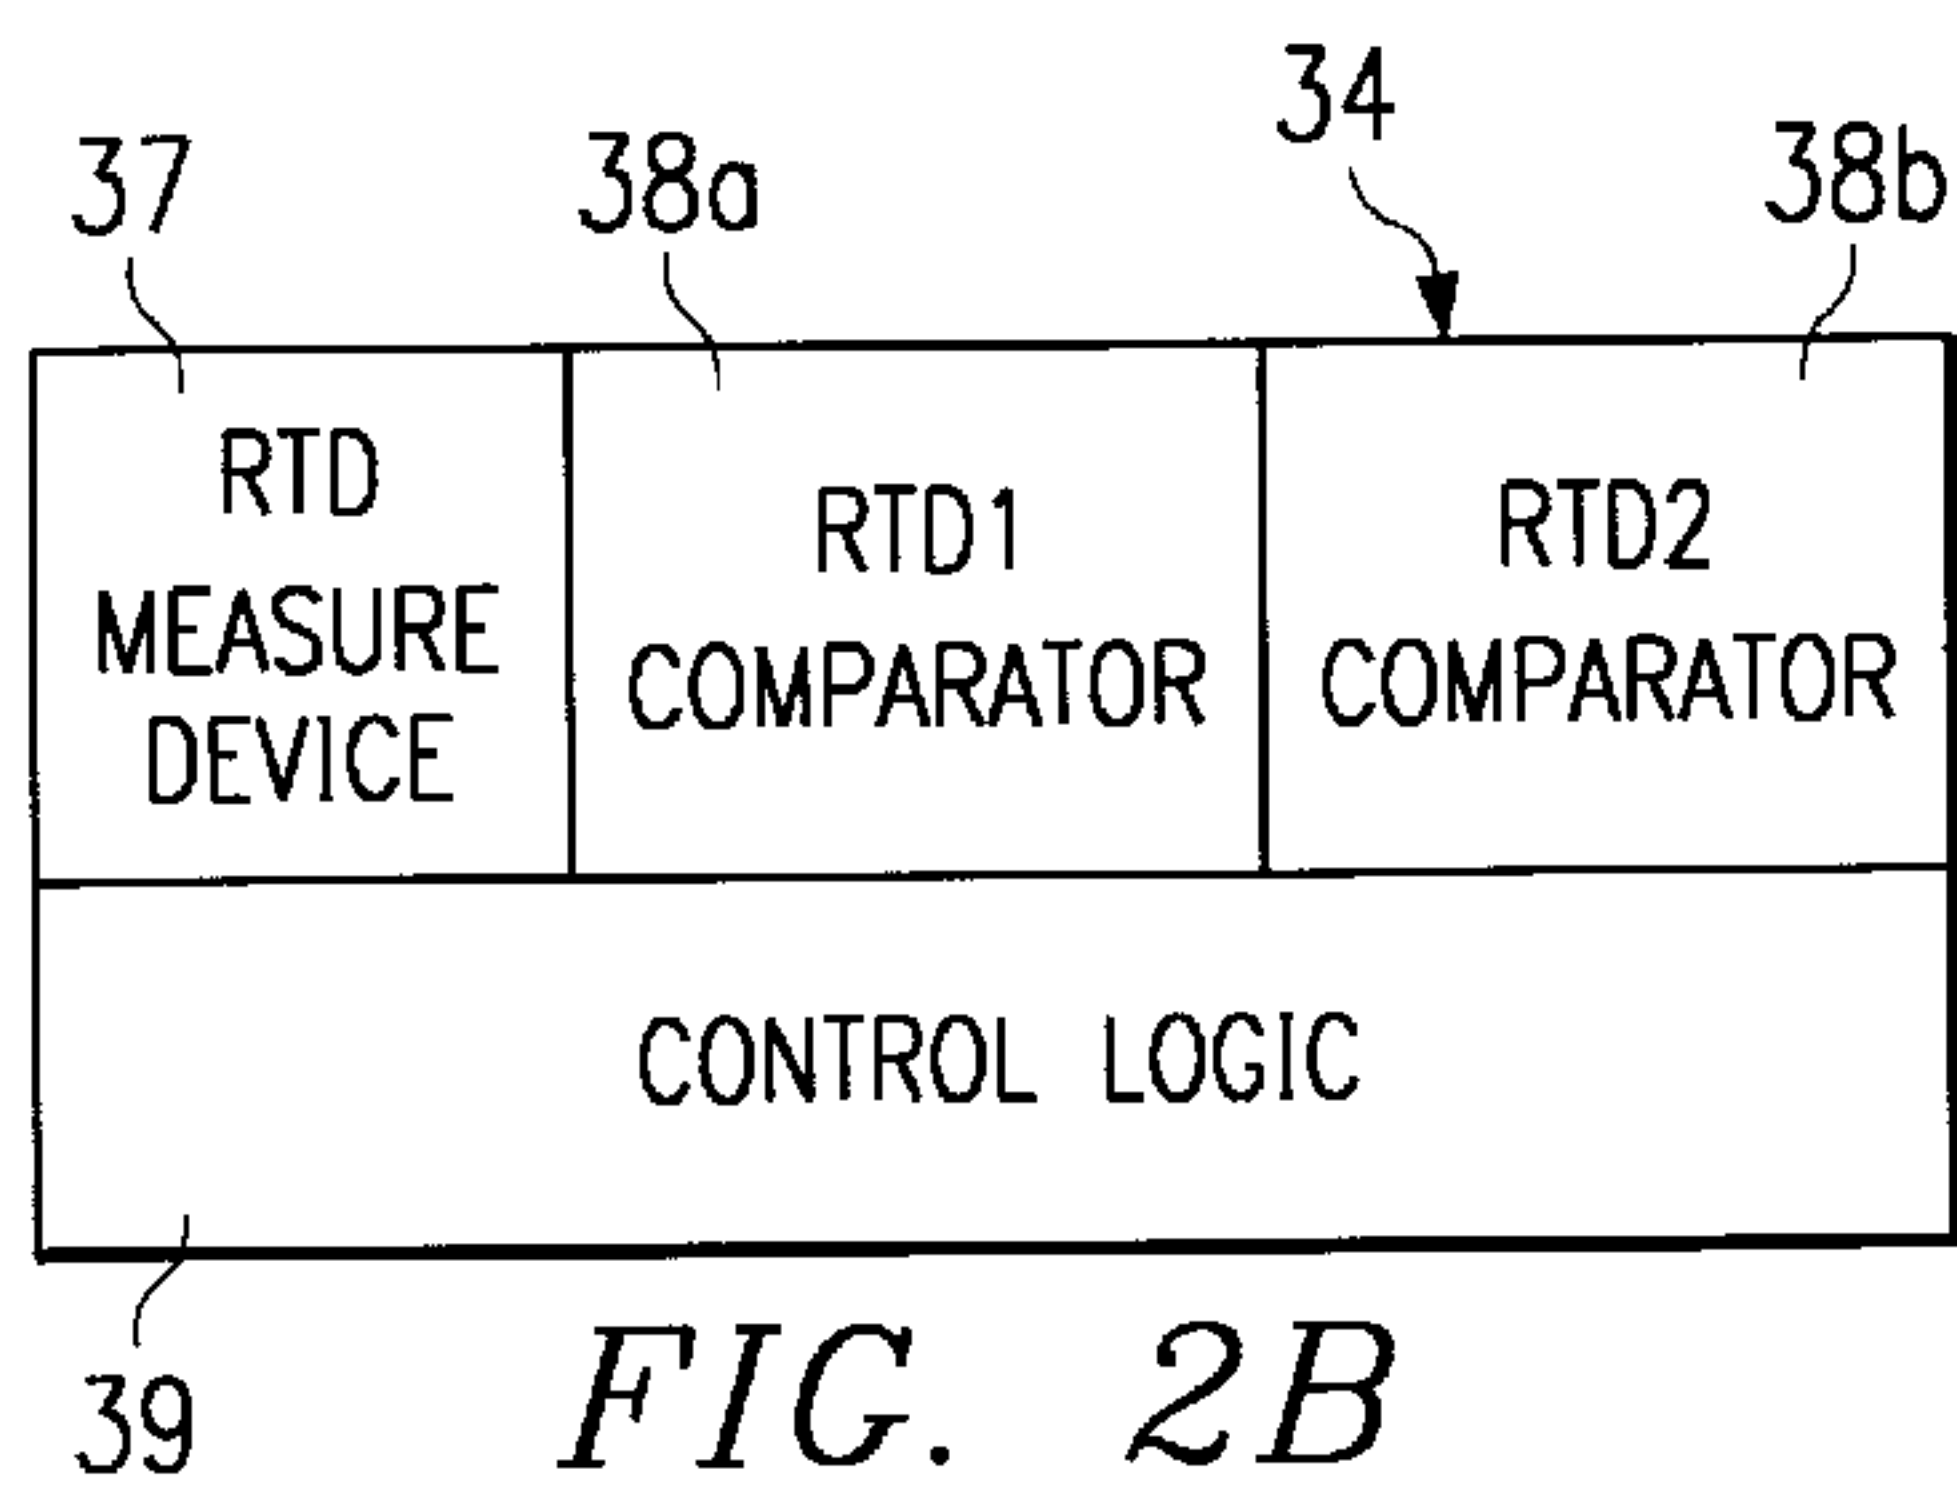 34
37
38a
38b
RTD
MEASURE
DEVICE
RTD1
COMPARATOR
RTD2
COMPARATOR
CONTROL LOGIC
39
FIG. 2B